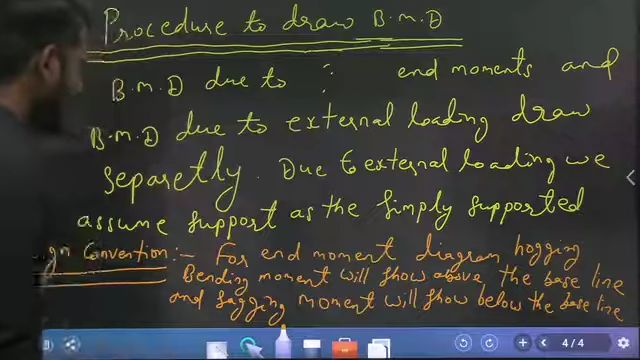 Procedure to draw B.M.D
B.M.D due to : end moments and
B.M.D due to external loading draw
separetly. Due to external loading we
assume support as the simply supported
ign Convention :- For end moment diagram, hogging
Bending moment will show above the base line
and sagging moment will show below the base line
4 / 4